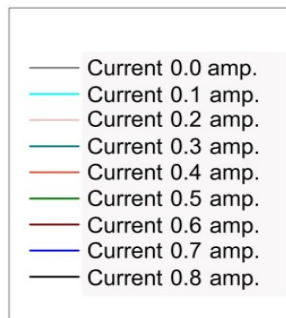 Current 0.0 amp.
Current 0.1 amp.
Current 0.2 amp.
Current 0.3 amp.
Current 0.4 amp.
Current 0.5 amp.
Current 0.6 amp.
Current 0.7 amp.
Current 0.8 amp.